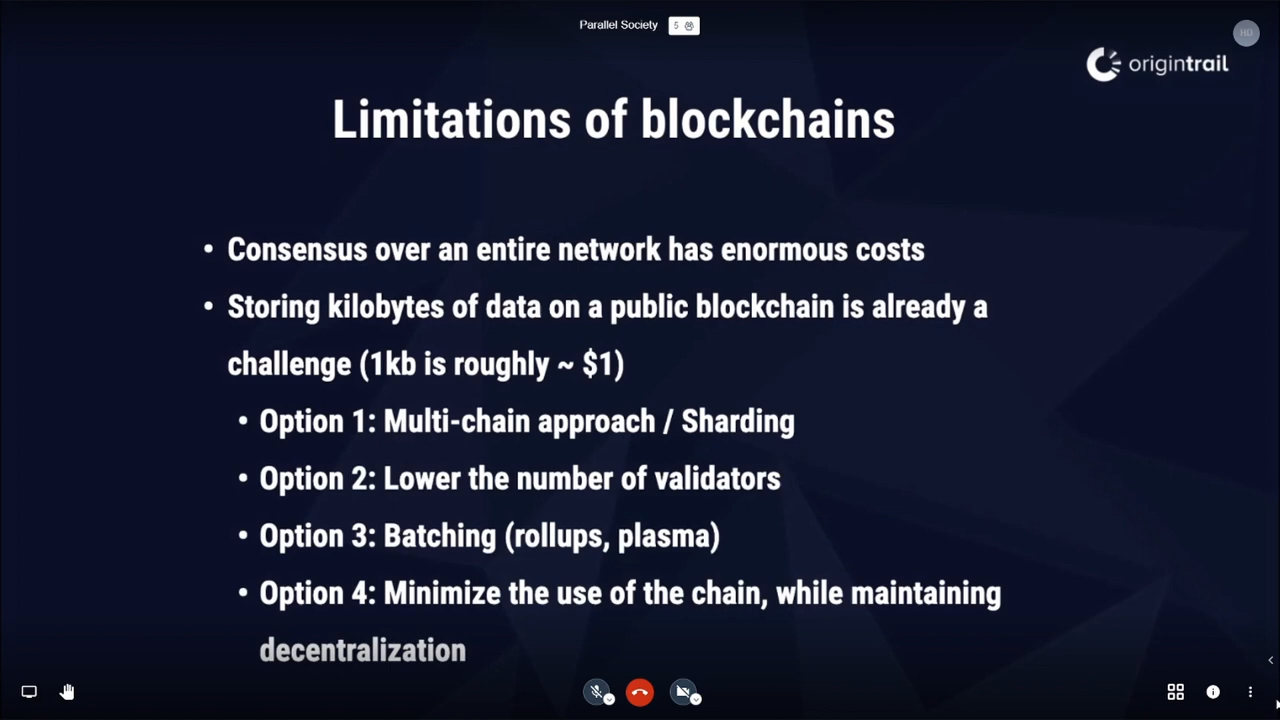 Parallel Society 5
HD
origintrail
Limitations of blockchains
• Consensus over an entire network has enormous costs
• Storing kilobytes of data on a public blockchain is already a
challenge (1kb is roughly ~ $1)
• Option 1: Multi-chain approach / Sharding
• Option 2: Lower the number of validators
• Option 3: Batching (rollups, plasma)
• Option 4: Minimize the use of the chain, while maintaining
decentralization